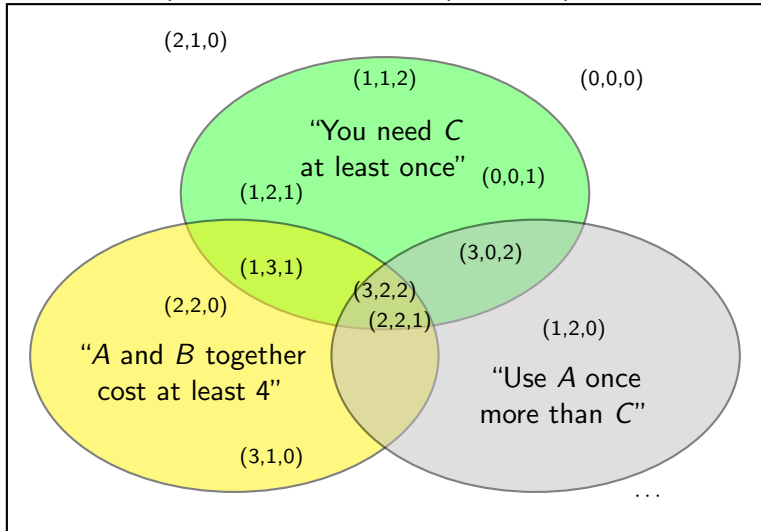 (2,1,0)
(1,1,2)
(0,0,0)
“You need C
at least once”
(0,0,1)
(1,2,1)
(3,0,2)
(1,3,1)
(3,2,2)
(2,2,0)
(2,2,1)
(1,2,0)
“A and B together
cost at least 4”
“Use A once
more than C”
(3,1,0)
...